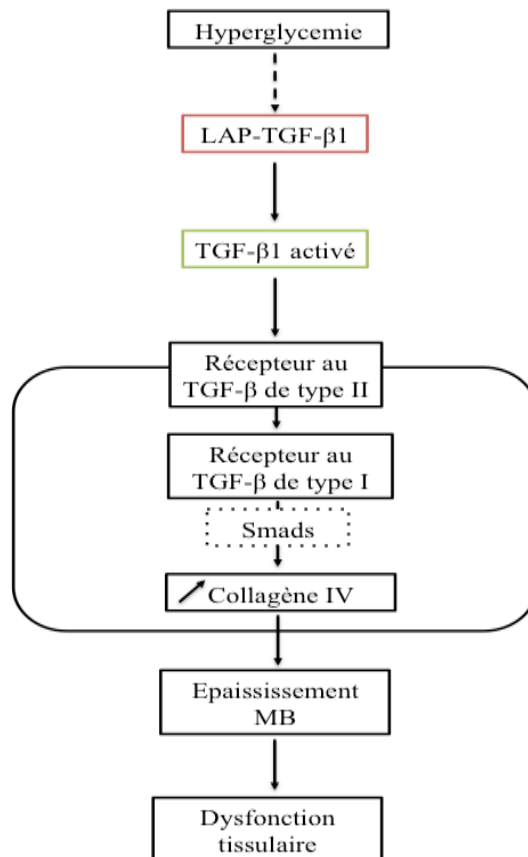 Hyperglycemie
LAP-TGF-β1
TGF-β1 activé
Récepteur au
TGF-β de type II
Récepteur au
TGF-β de type I
Smads
Collagène IV
Epaississement
MB
Dysfonction
tissulaire